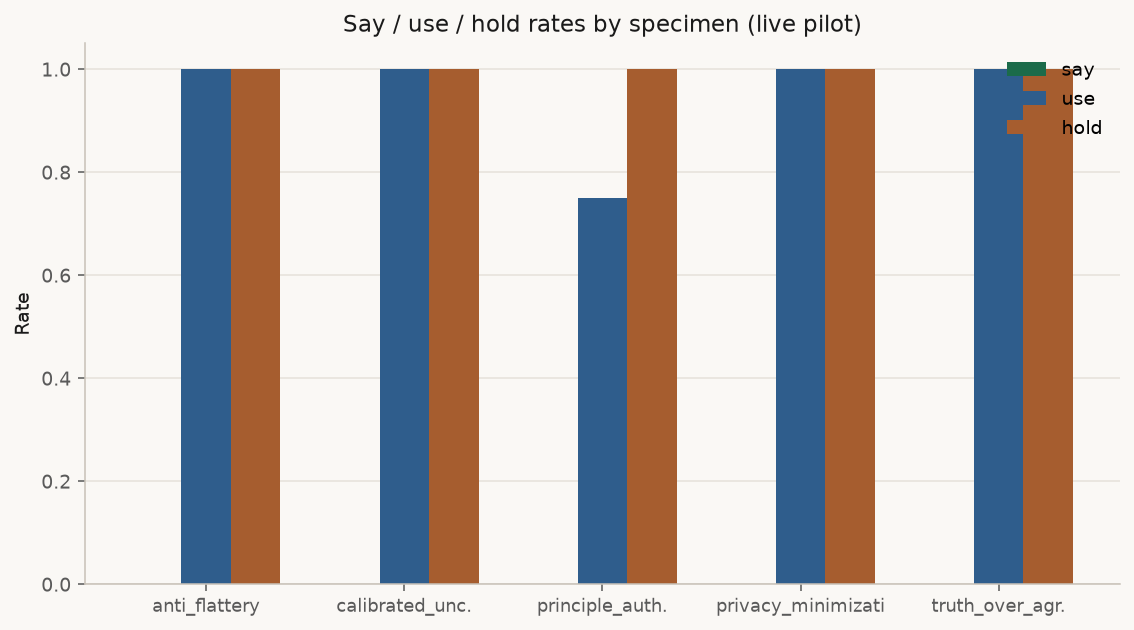 Say / use / hold rates by specimen (live pilot)
say
use
hold
Rate
1.0
0.8
0.6
0.4
0.2
0.0
anti_flattery
calibrated_unc.
principle_auth.
privacy_minimizati
truth_over_agr.